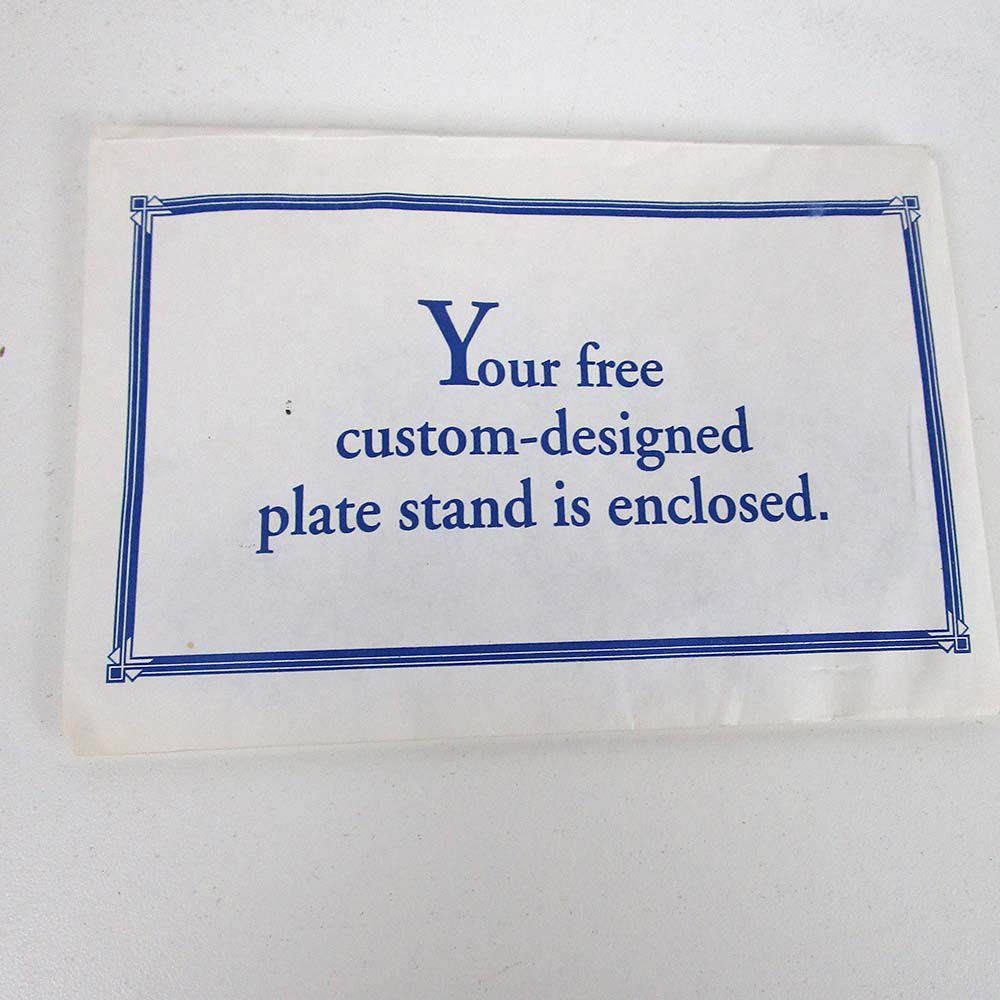 Your free
custom-designed
plate stand is enclosed.